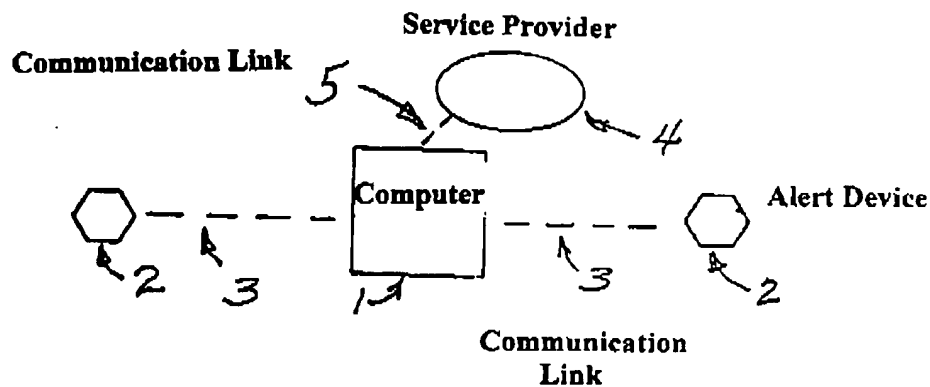 Service Provider
Communication Link
5
4
Computer
Alert Device
2
3
1
3
2
Communication
Link